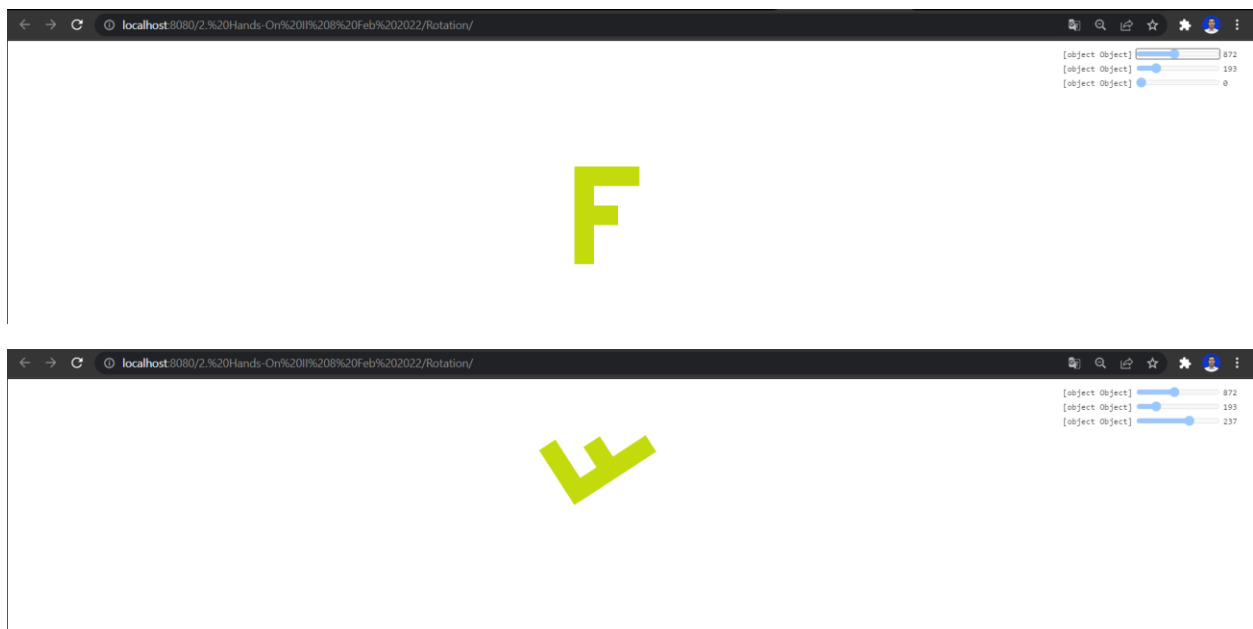 localhost:8080/2.%20Hands-On%20II%208%20Feb%202022/Rotation/
[object Object] 872
[object Object] 193
[object Object] 0
F
localhost:8080/2.%20Hands-On%20II%208%20Feb%202022/Rotation/
[object Object] 872
[object Object] 193
[object Object] 237
F